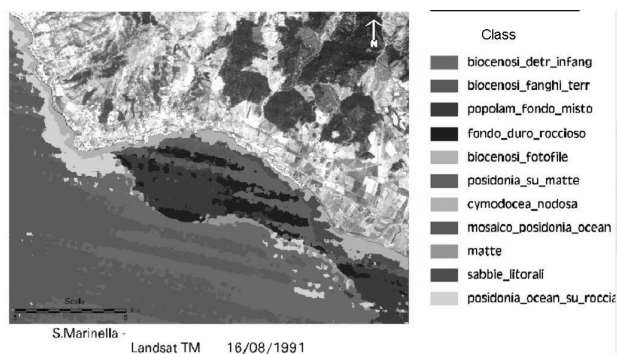 N
Class
biocenosi_detr_infang
biocenosi_fanghi_terr
popolam_fondo_misto
fondo_duro_roccioso
biocenosi_fotofile
posidonia_su_matte
cymodocea_nodosa
mosaico_posidonia_ocean
matte
sabbie_litorali
posidonia_ocean_su_roccia
Scala
S.Marinella -
Landsat TM 16/08/1991